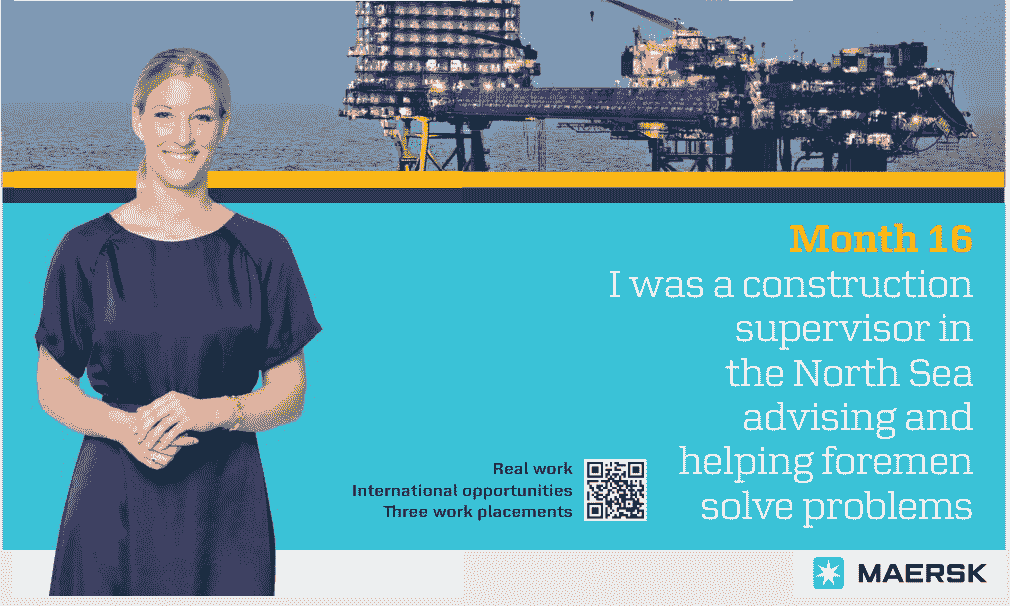 Month 16
I was a construction
supervisor in
the North Sea
advising and
helping foremen
solve problems
Real work
International opportunities
Three work placements
MAERSK